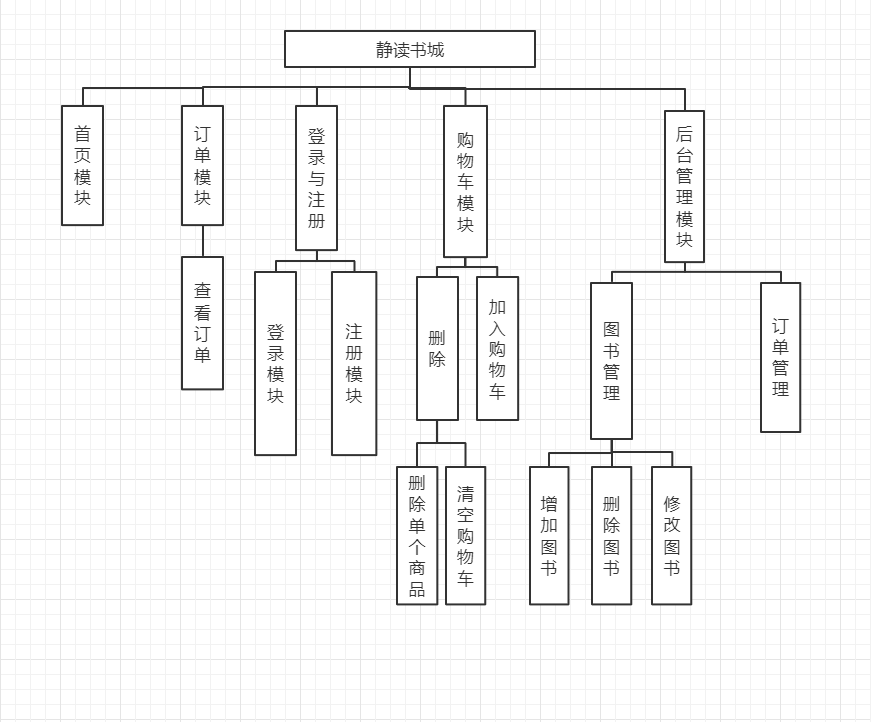 静读书城
首页模块
订单模块
登录与注册
购物车模块
后台管理模块
查看订单
登录模块
注册模块
删除
加入购物车
图书管理
订单管理
删除单个商品
清空购物车
增加图书
删除图书
修改图书